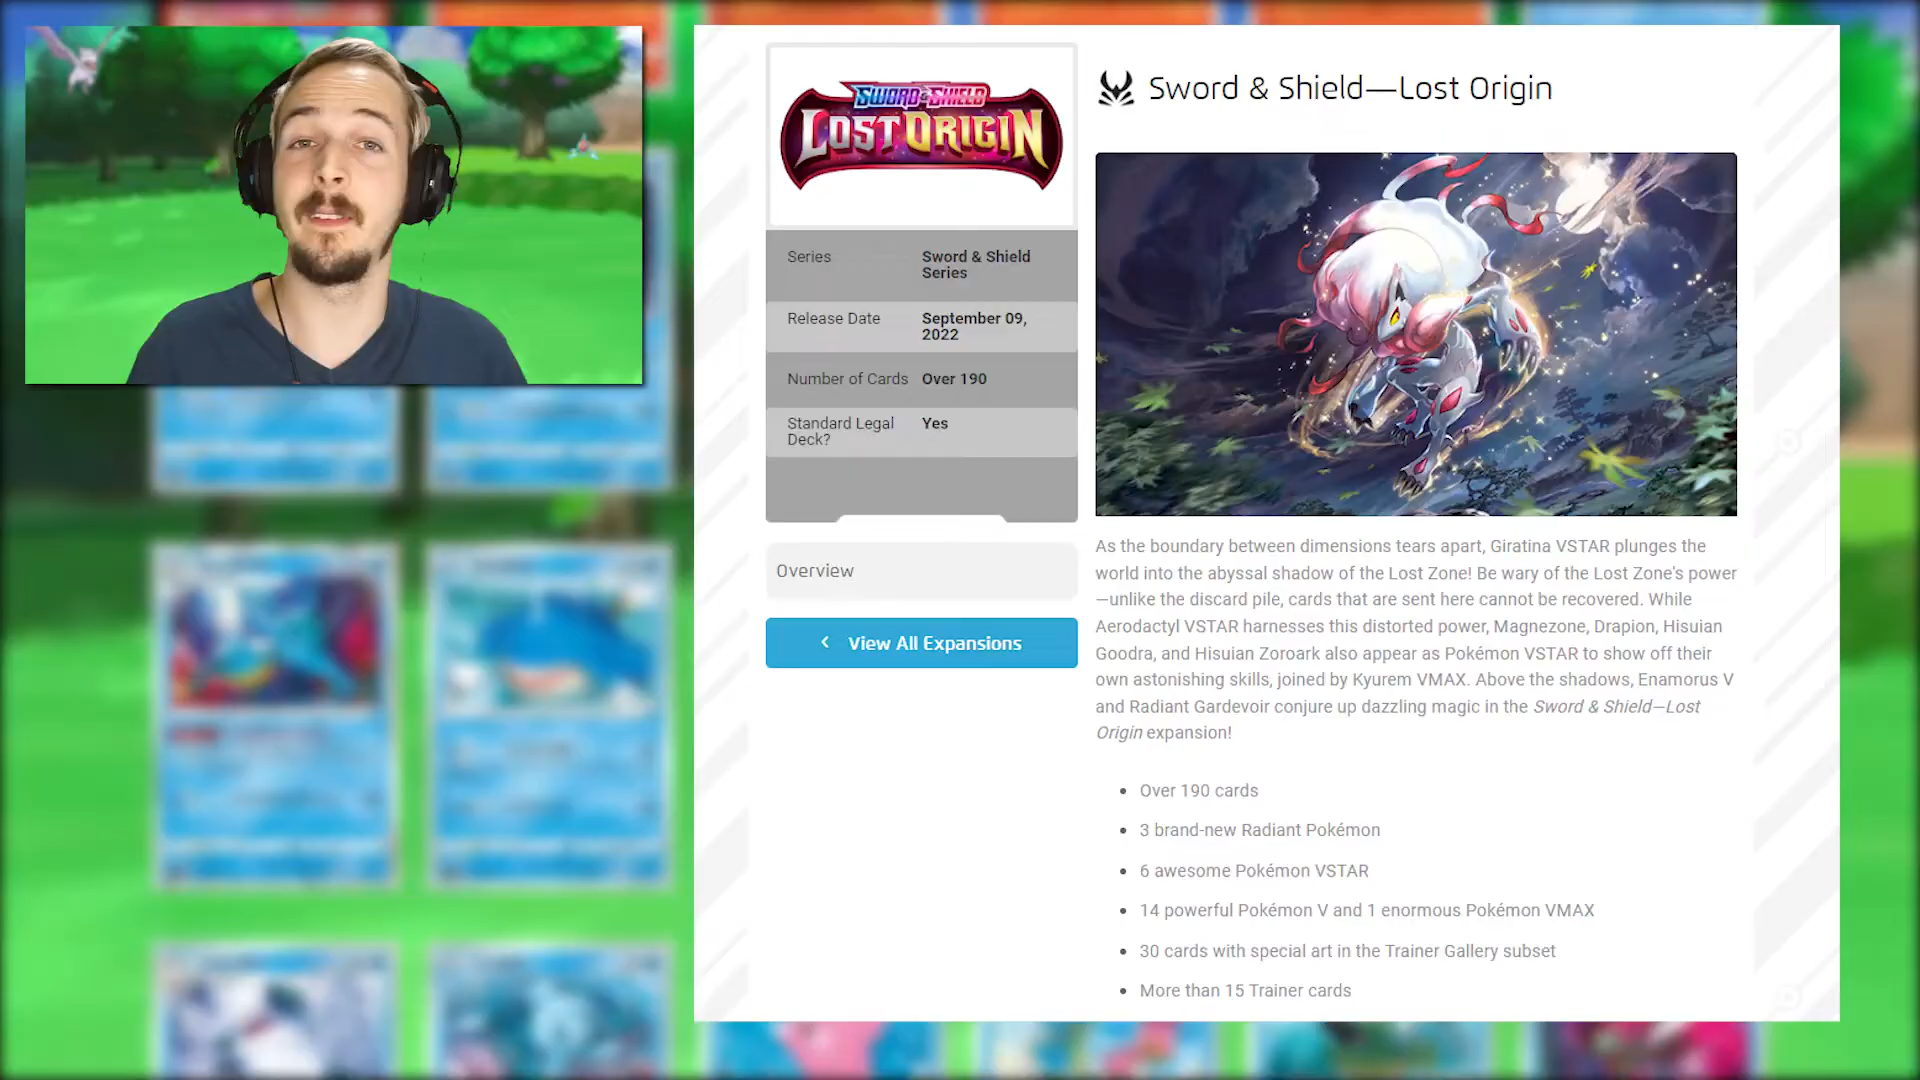 SWORD & SHIELD
LOST ORIGIN
Series
Sword & Shield
Series
Release Date
September 09,
2022
Number of Cards
Over 190
Standard Legal
Deck?
Yes
Overview
View All Expansions
Sword & Shield—Lost Origin
As the boundary between dimensions tears apart, Giratina VSTAR plunges the
world into the abyssal shadow of the Lost Zone! Be wary of the Lost Zone's power
—unlike the discard pile, cards that are sent here cannot be recovered. While
Aerodactyl VSTAR harnesses this distorted power, Magnezone, Drapion, Hisuian
Goodra, and Hisuian Zoroark also appear as Pokémon VSTAR to show off their
own astonishing skills, joined by Kyurem VMAX. Above the shadows, Enamorus V
and Radiant Gardevoir conjure up dazzling magic in the Sword & Shield—Lost
Origin expansion!
• Over 190 cards
• 3 brand-new Radiant Pokémon
• 6 awesome Pokémon VSTAR
• 14 powerful Pokémon V and 1 enormous Pokémon VMAX
• 30 cards with special art in the Trainer Gallery subset
• More than 15 Trainer cards